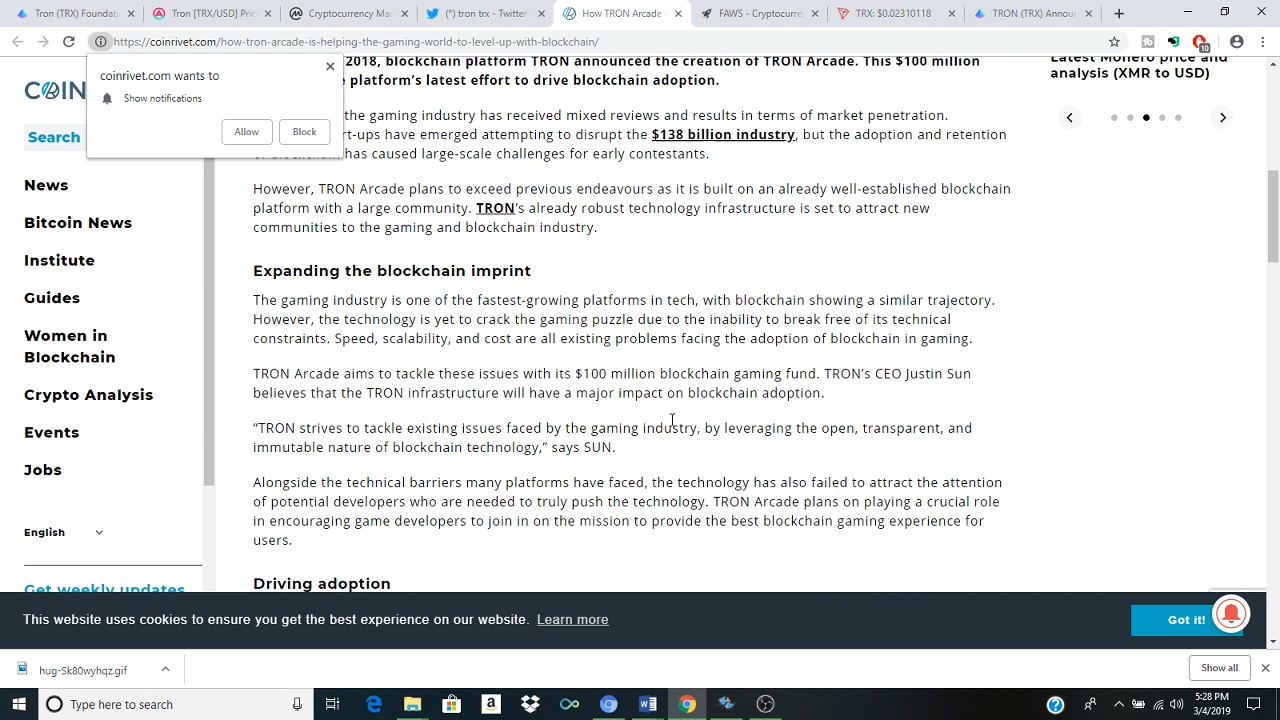 Tron (TRX) Foundat
Tron [TRX/USD] Pric
Cryptocurrency Mar
(*) tron trx - Twitter
How TRON Arcade
FAWS - Cryptocurre
TRX: $0.02310118
TRON (TRX) Annou
https://coinrivet.com/how-tron-arcade-is-helping-the-gaming-world-to-level-up-with-blockchain/
10
coinrivet.com wants to
Show notifications
Allow
Block
COIN
Search
News
Bitcoin News
Institute
Guides
Women in
Blockchain
Crypto Analysis
Events
Jobs
English
Get weekly updates
2018, blockchain platform TRON announced the creation of TRON Arcade. This $100 million
e platform's latest effort to drive blockchain adoption.
the gaming industry has received mixed reviews and results in terms of market penetration.
rt-ups have emerged attempting to disrupt the $138 billion industry, but the adoption and retention
has caused large-scale challenges for early contestants.
However, TRON Arcade plans to exceed previous endeavours as it is built on an already well-established blockchain
platform with a large community. TRON's already robust technology infrastructure is set to attract new
communities to the gaming and blockchain industry.
Expanding the blockchain imprint
The gaming industry is one of the fastest-growing platforms in tech, with blockchain showing a similar trajectory.
However, the technology is yet to crack the gaming puzzle due to the inability to break free of its technical
constraints. Speed, scalability, and cost are all existing problems facing the adoption of blockchain in gaming.
TRON Arcade aims to tackle these issues with its $100 million blockchain gaming fund. TRON's CEO Justin Sun
believes that the TRON infrastructure will have a major impact on blockchain adoption.
“TRON strives to tackle existing issues faced by the gaming industry, by leveraging the open, transparent, and
immutable nature of blockchain technology,” says SUN.
Alongside the technical barriers many platforms have faced, the technology has also failed to attract the attention
of potential developers who are needed to truly push the technology. TRON Arcade plans on playing a crucial role
in encouraging game developers to join in on the mission to provide the best blockchain gaming experience for
users.
Driving adoption
Latest Monero price and
analysis (XMR to USD)
This website uses cookies to ensure you get the best experience on our website. Learn more
Got it!
hug-Sk80wyhqz.gif
Show all
Type here to search
5:28 PM
3/4/2019